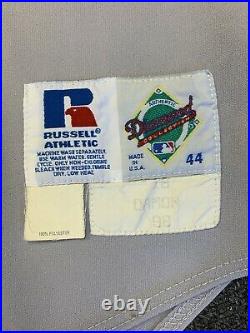 RUSSELL
ATHLETIC
MACHINE WASH SEPARATELY.
USE WARM WATER, GENTLE
CYCLE. ONLY NON-CHLORINE
BLEACH WHEN NEEDED. TUMBLE
DRY, LOW HEAT.
100% POLYESTER
AUTHENTIC
Diamond
MADE IN
U.S.A.
44
DAMON
98